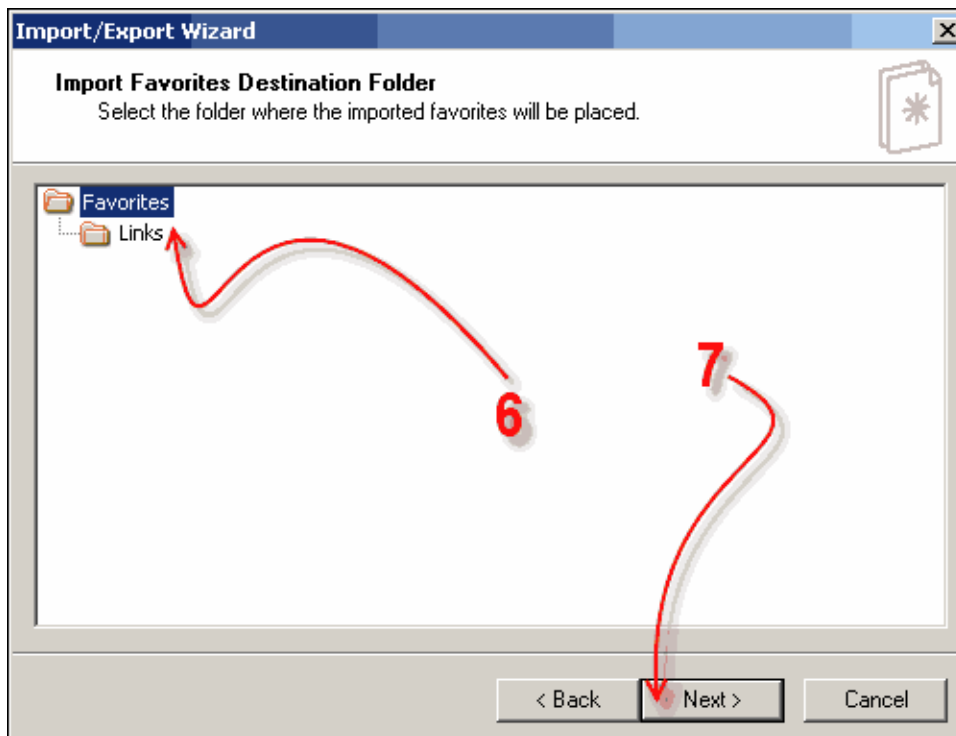 Import/Export Wizard
Import Favorites Destination Folder
Select the folder where the imported favorites will be placed.
Favorites
Links
7
6
< Back
Next >
Cancel